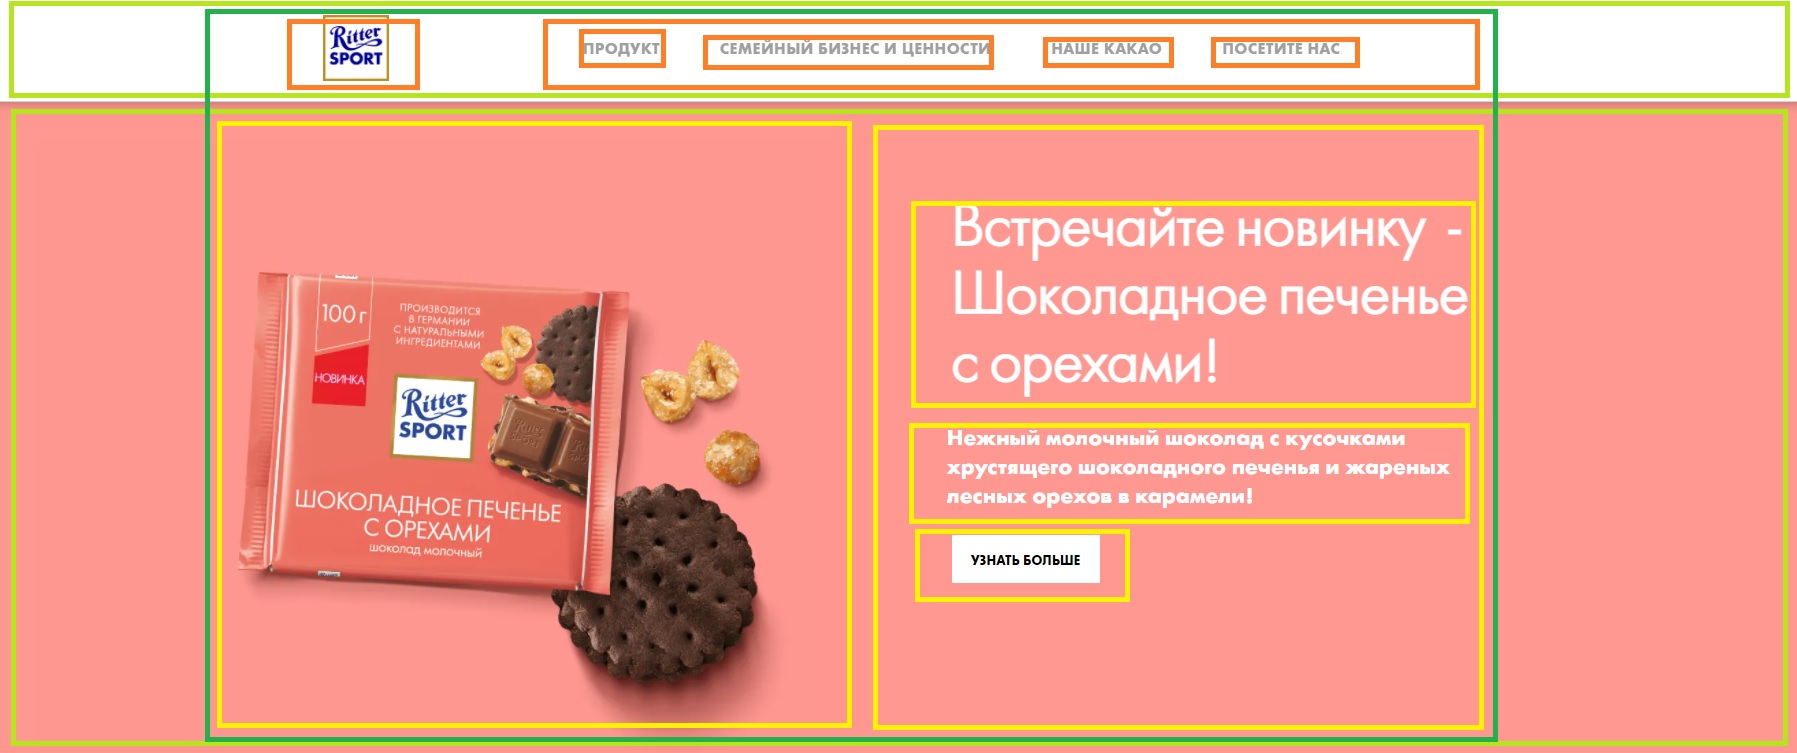 Ritter
SPORT
ПРОДУКТ
СЕМЕЙНЫЙ БИЗНЕС И ЦЕННОСТИ
НАШЕ КАКАО
ПОСЕТИТЕ НАС
100 г
НОВИНКА
ПРОИЗВОДИТСЯ
В ГЕРМАНИИ
С НАТУРАЛЬНЫМИ
ИНГРЕДИЕНТАМИ
Ritter
SPORT
ШОКОЛАДНОЕ ПЕЧЕНЬЕ
С ОРЕХАМИ
шоколад молочный
Встречайте новинку -
Шоколадное печенье
с орехами!
Нежный молочный шоколад с кусочками
хрустящего шоколадного печенья и жареных
лесных орехов в карамели!
УЗНАТЬ БОЛЬШЕ